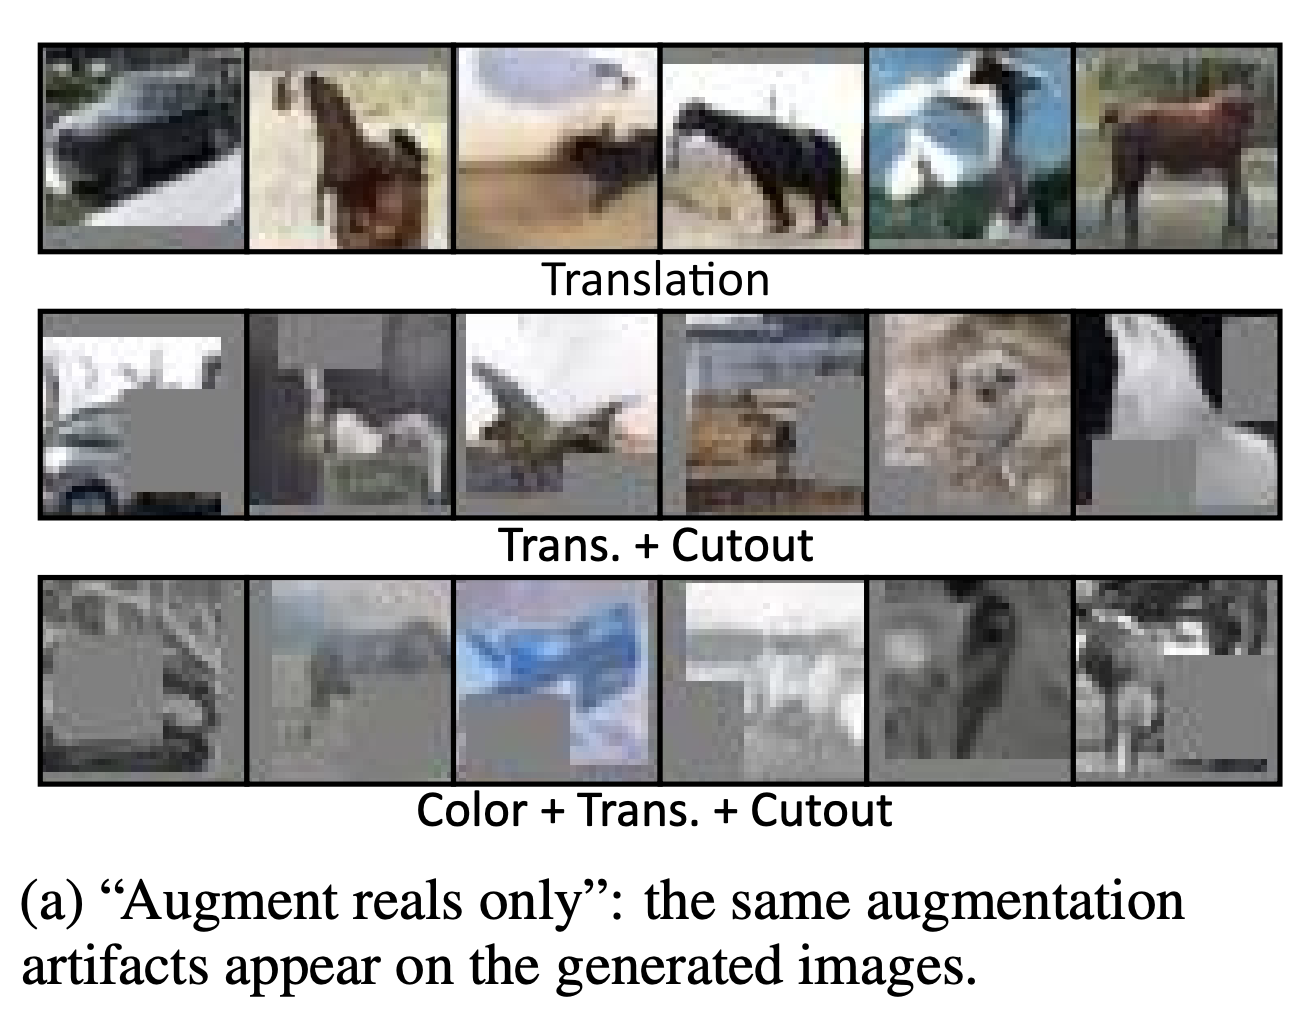 Translation
Trans. + Cutout
Color + Trans. + Cutout
(a) “Augment reals only”: the same augmentation
artifacts appear on the generated images.